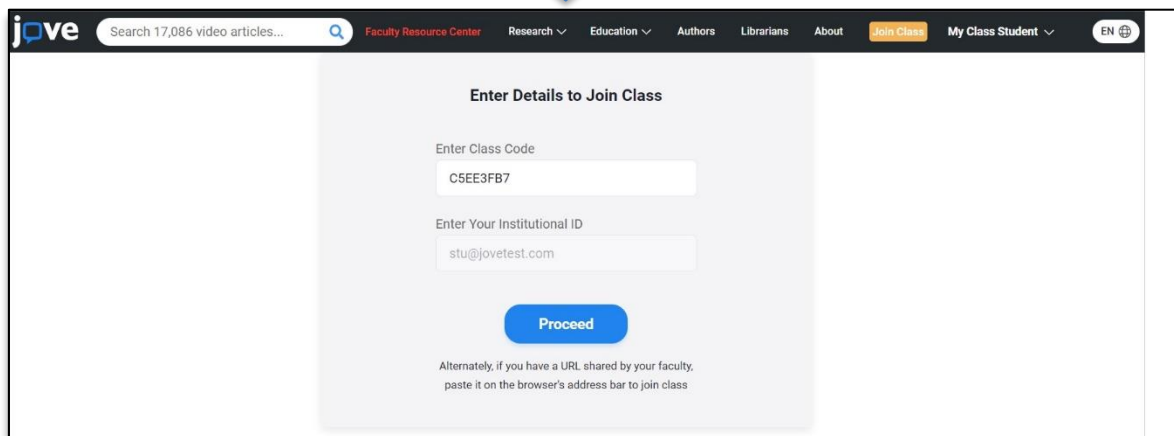 jove Search 17,086 video articles... Faculty Resource Center Research Education Authors Librarians About Join Class My Class Student EN
Enter Details to Join Class
Enter Class Code
C5EE3FB7
Enter Your Institutional ID
stu@jovetest.com
Proceed
Alternately, if you have a URL shared by your faculty,
paste it on the browser's address bar to join class